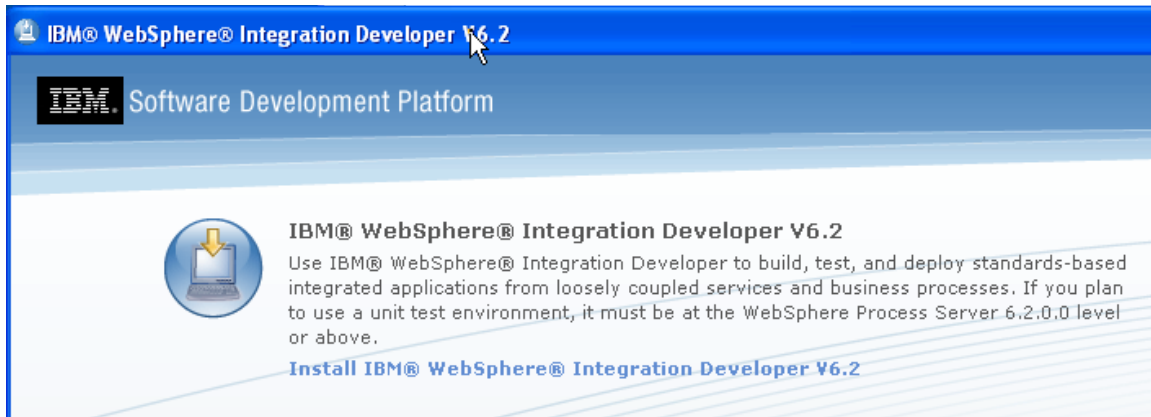 IBM® WebSphere® Integration Developer V6.2
IBM. Software Development Platform
IBM® WebSphere® Integration Developer V6.2
Use IBM® WebSphere® Integration Developer to build, test, and deploy standards-based
integrated applications from loosely coupled services and business processes. If you plan
to use a unit test environment, it must be at the WebSphere Process Server 6.2.0.0 level
or above.
Install IBM® WebSphere® Integration Developer V6.2